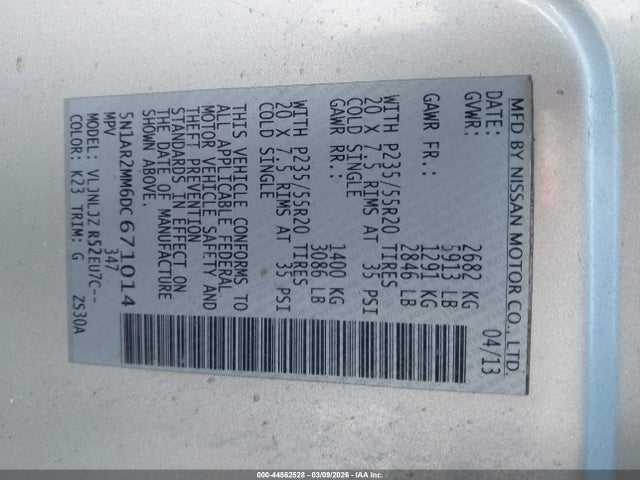 MFD BY NISSAN MOTOR CO., LTD.
DATE: 04/13
GVWR: 2682 KG
5913 LB
GAWR FR.: 1291 KG
2846 LB
WITH P235/55R20 TIRES
20 X 7.5 RIMS AT 35 PSI
COLD SINGLE
GAWR RR.: 1400 KG
3086 LB
WITH P235/55R20 TIRES
20 X 7.5 RIMS AT 35 PSI
COLD SINGLE
THIS VEHICLE CONFORMS TO
ALL APPLICABLE FEDERAL
MOTOR VEHICLE SAFETY AND
THEFT PREVENTION
STANDARDS IN EFFECT ON
THE DATE OF MANUFACTURE
SHOWN ABOVE.
5N1AR2MM6DC671014
MPV 347
MODEL: VLJNLJZ R52EU7C--
COLOR: K23 TRIM: G ZS30A
000-44562528 - 03/09/2026 - IAA Inc.